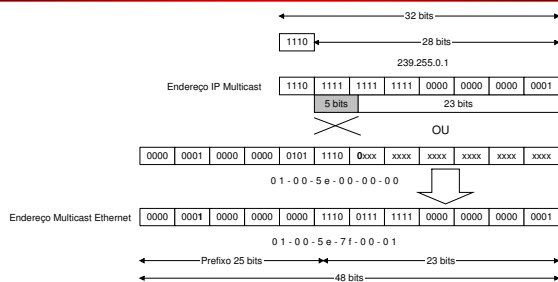 32 bits
1110 28 bits
239.255.0.1
Endereço IP Multicast 1110 1111 1111 1111 0000 0000 0000 0001
5 bits 23 bits
OU
0000 0001 0000 0000 0101 1110 0xxx xxxx xxxx xxxx xxxx xxxx
0 1 - 0 0 - 5 e - 0 0 - 0 0 - 0 0
Endereço Multicast Ethernet 0000 0001 0000 0000 0000 1110 0111 1111 0000 0000 0000 0001
0 1 - 0 0 - 5 e - 7 f - 0 0 - 0 1
Prefixo 25 bits 23 bits
48 bits